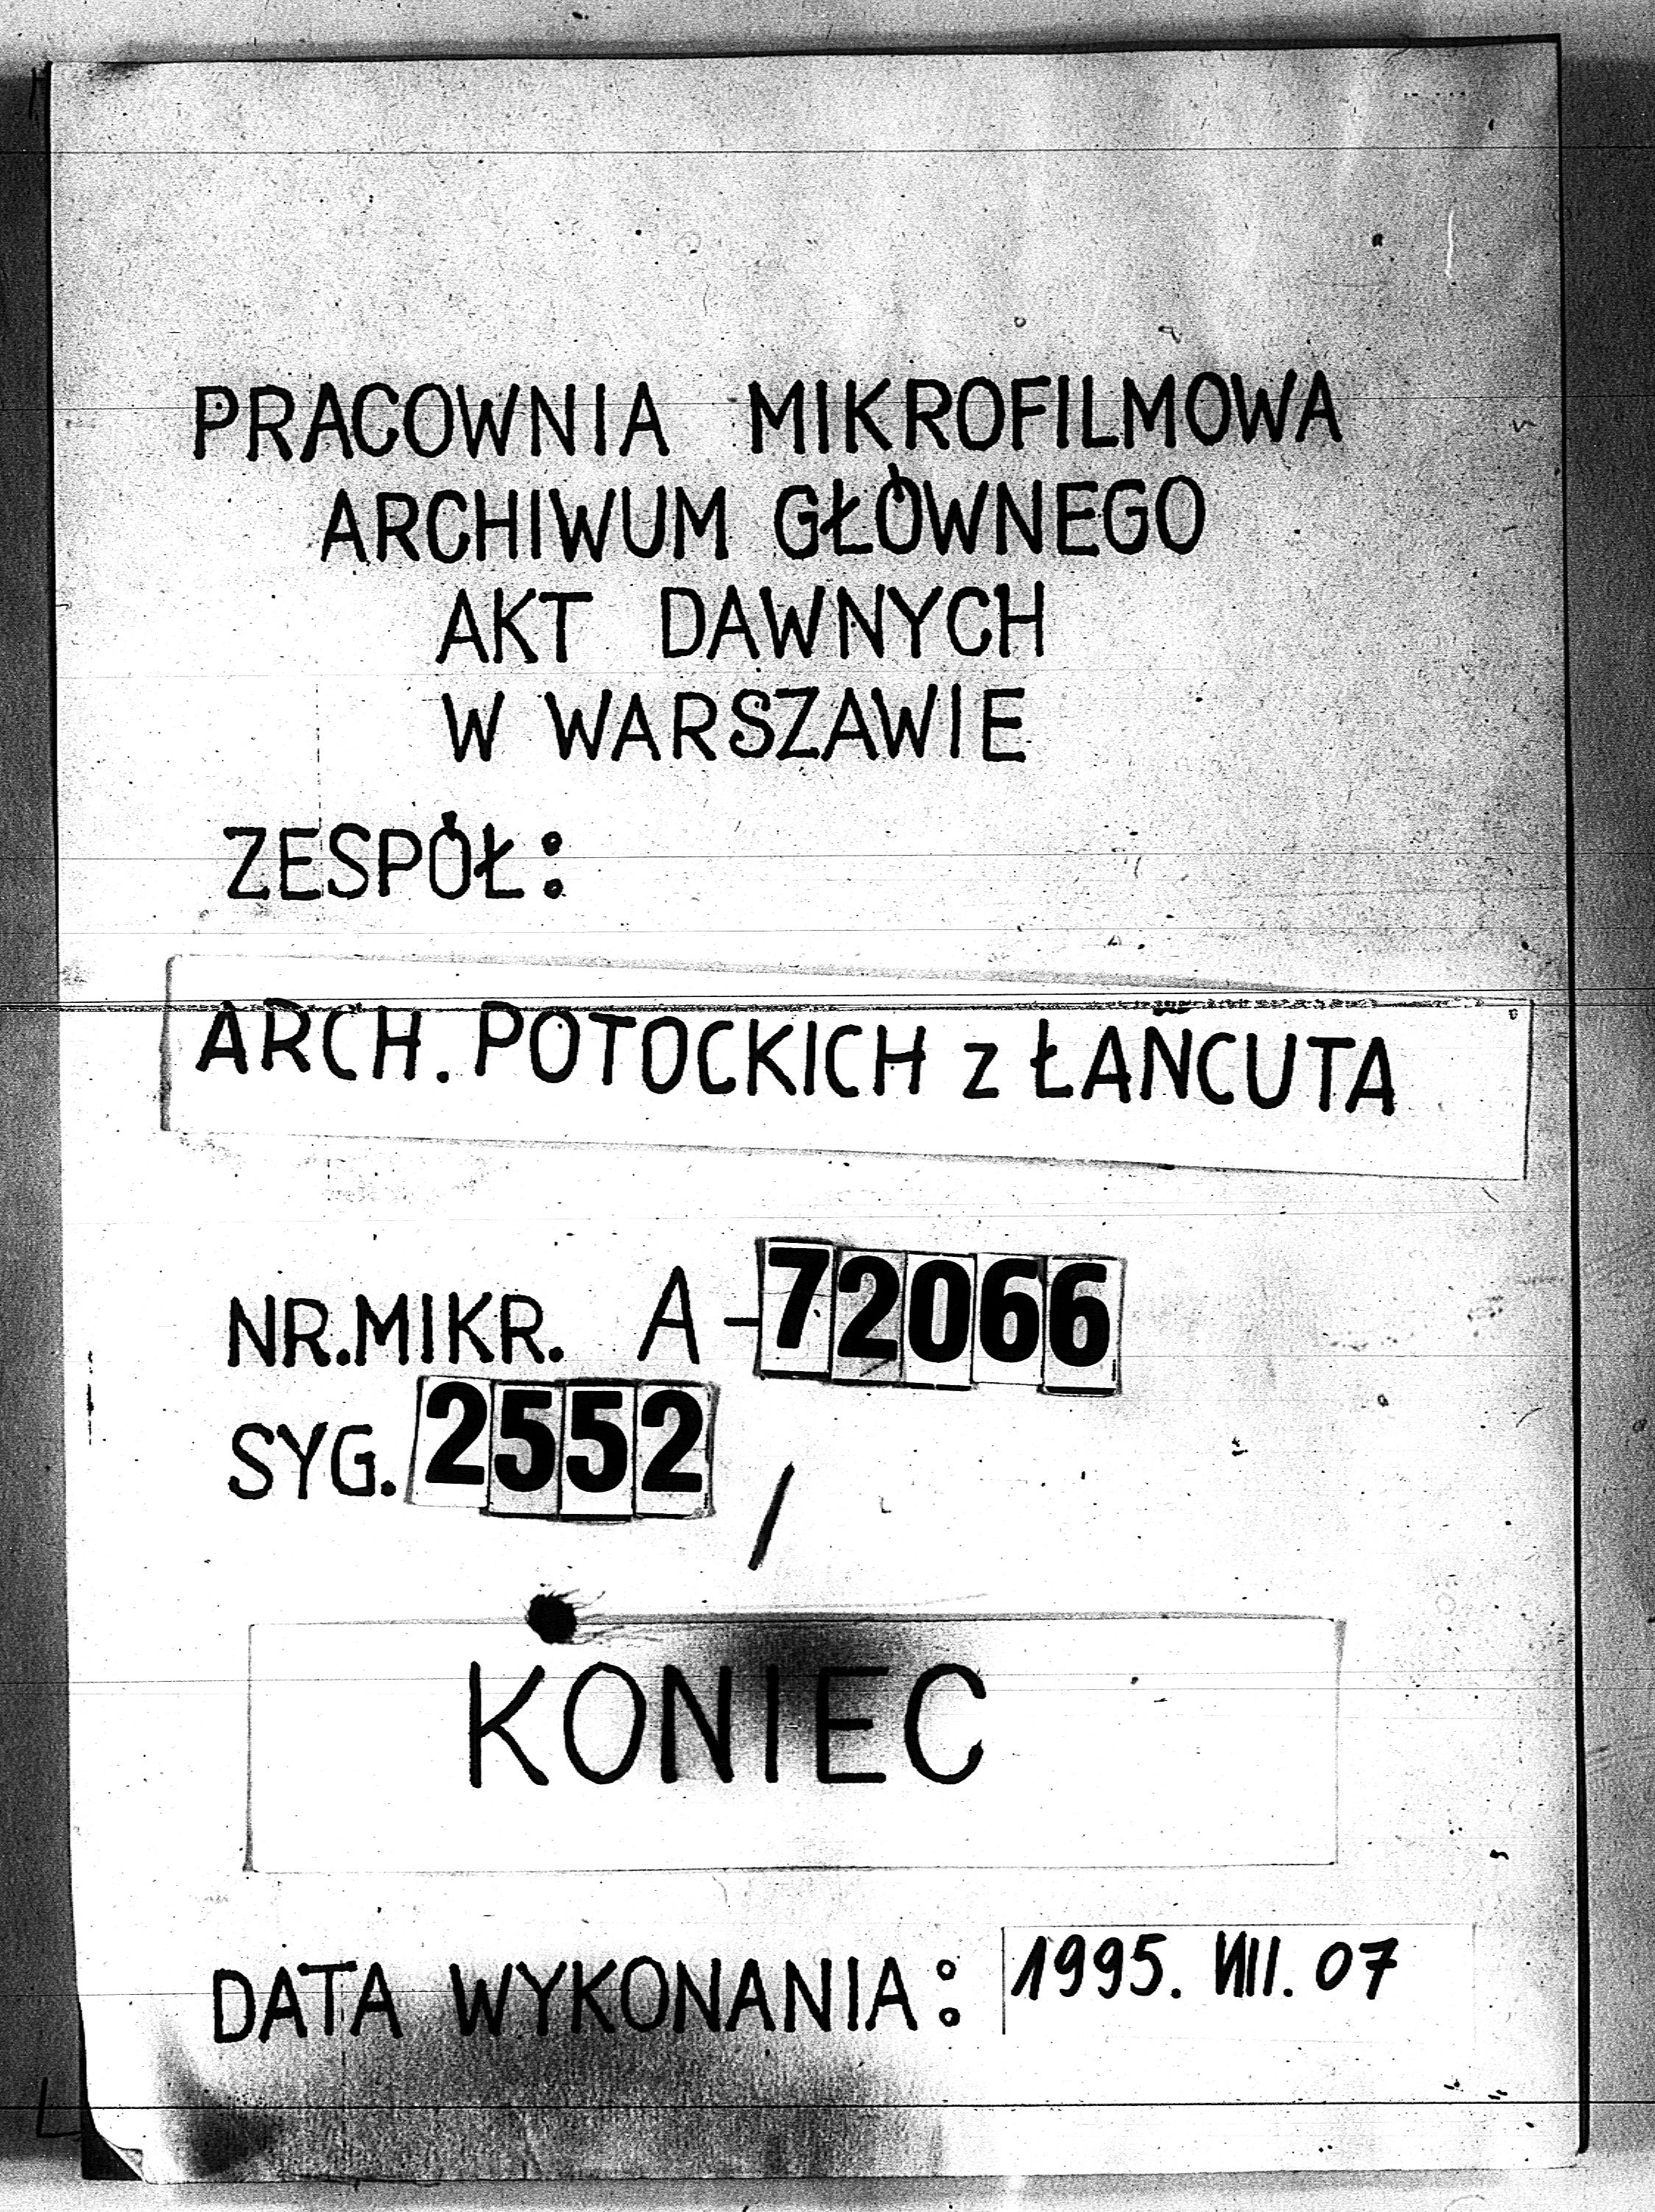 PRACOWNIA MIKROFILMOWA
ARCHIWUM GŁÓWNEGO
AKT DAWNYCH
W WARSZAWIE
ZESPÓŁ:
ARCH. POTOCKICH z ŁAŃCUTA
NR.MIKR. A-72066
SYG. 2552 /
KONIEC
DATA WYKONANIA: 1995. VIII. 07